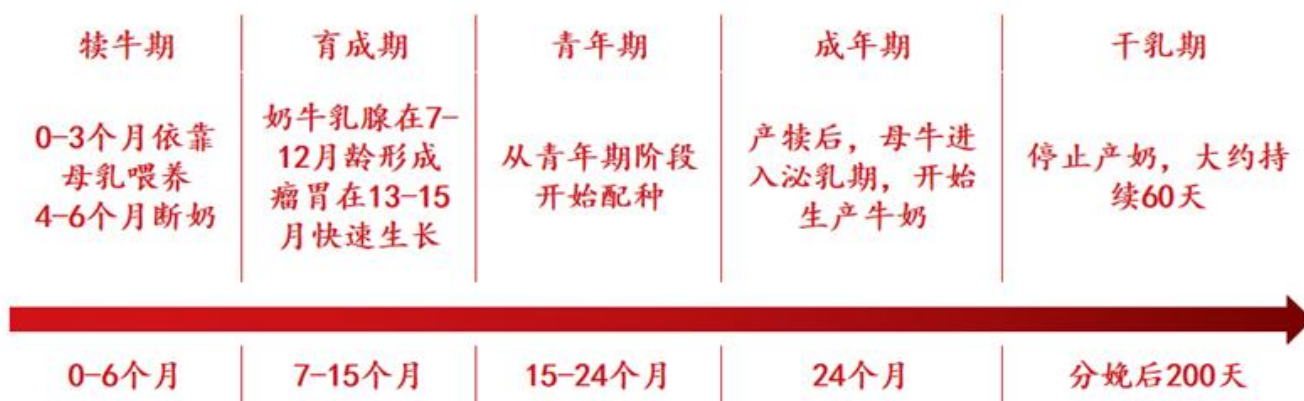 犊牛期
0-3个月依靠
母乳喂养
4-6个月断奶
0-6个月
育成期
奶牛乳腺在7-
12月龄形成
瘤胃在13-15
月快速生长
7-15个月
青年期
从青年期阶段
开始配种
15-24个月
成年期
产犊后，母牛进
入泌乳期，开始
生产牛奶
24个月
干乳期
停止产奶，大约持
续60天
分娩后200天